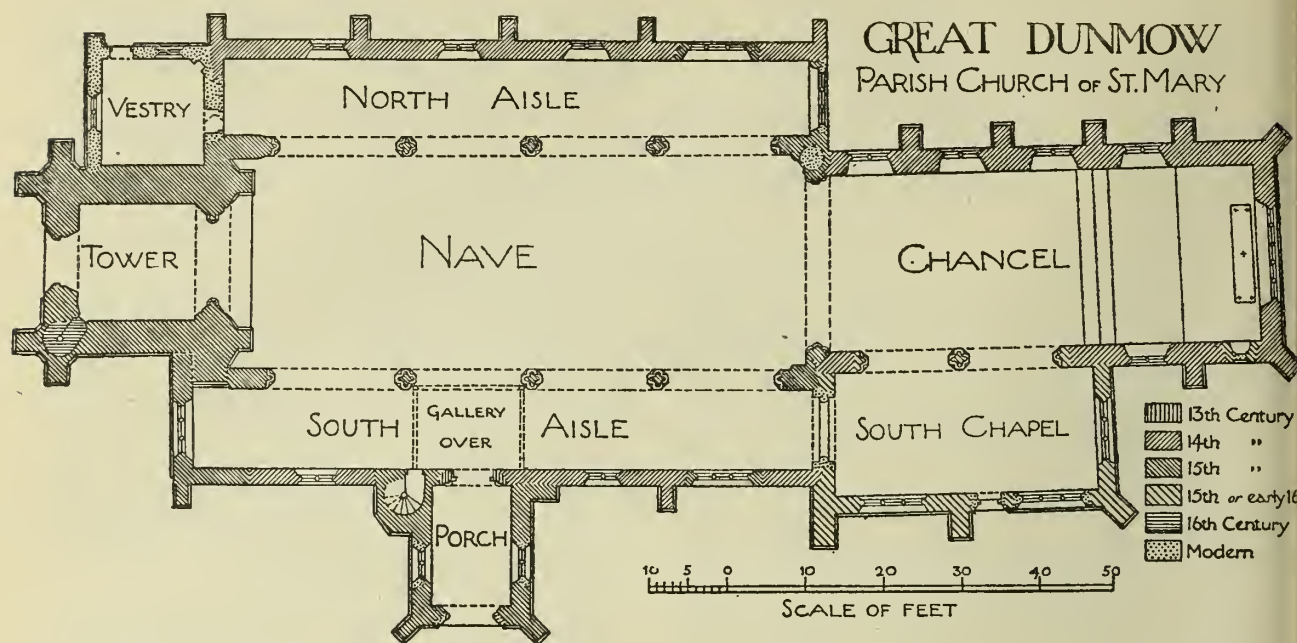 GREAT DUNMOW
PARISH CHURCH OF ST. MARY
VESTRY
NORTH AISLE
TOWER
NAVE
CHANCEL
SOUTH
GALLERY
OVER
AISLE
SOUTH CHAPEL
PORCH
13th Century
14th "
15th "
15th or early 16
16th Century
Modern
10 5 0 10 20 30 40 50
SCALE OF FEET